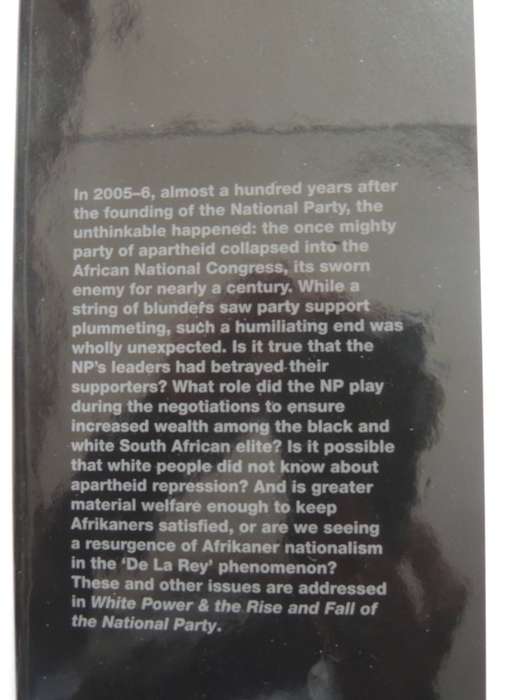 In 2005–6, almost a hundred years after
the founding of the National Party, the
unthinkable happened: the once mighty
party of apartheid collapsed into the
African National Congress, its sworn
enemy for nearly a century. While a
string of blunders saw party support
plummeting, such a humiliating end was
wholly unexpected. Is it true that the
NP's leaders had betrayed their
supporters? What role did the NP play
during the negotiations to ensure
increased wealth among the black and
white South African elite? Is it possible
that white people did not know about
apartheid repression? And is greater
material welfare enough to keep
Afrikaners satisfied, or are we seeing
a resurgence of Afrikaner nationalism
in the 'De La Rey' phenomenon?
These and other issues are addressed
in White Power & the Rise and Fall of
the National Party.